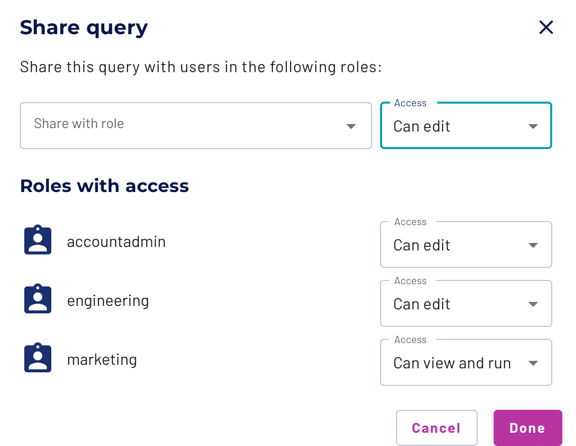 Share query
Share this query with users in the following roles:
Access
Share with role
Can edit
Roles with access
Access
accountadmin
Can edit
Access
engineering
Can edit
Access
marketing
Can view and run
Cancel
Done